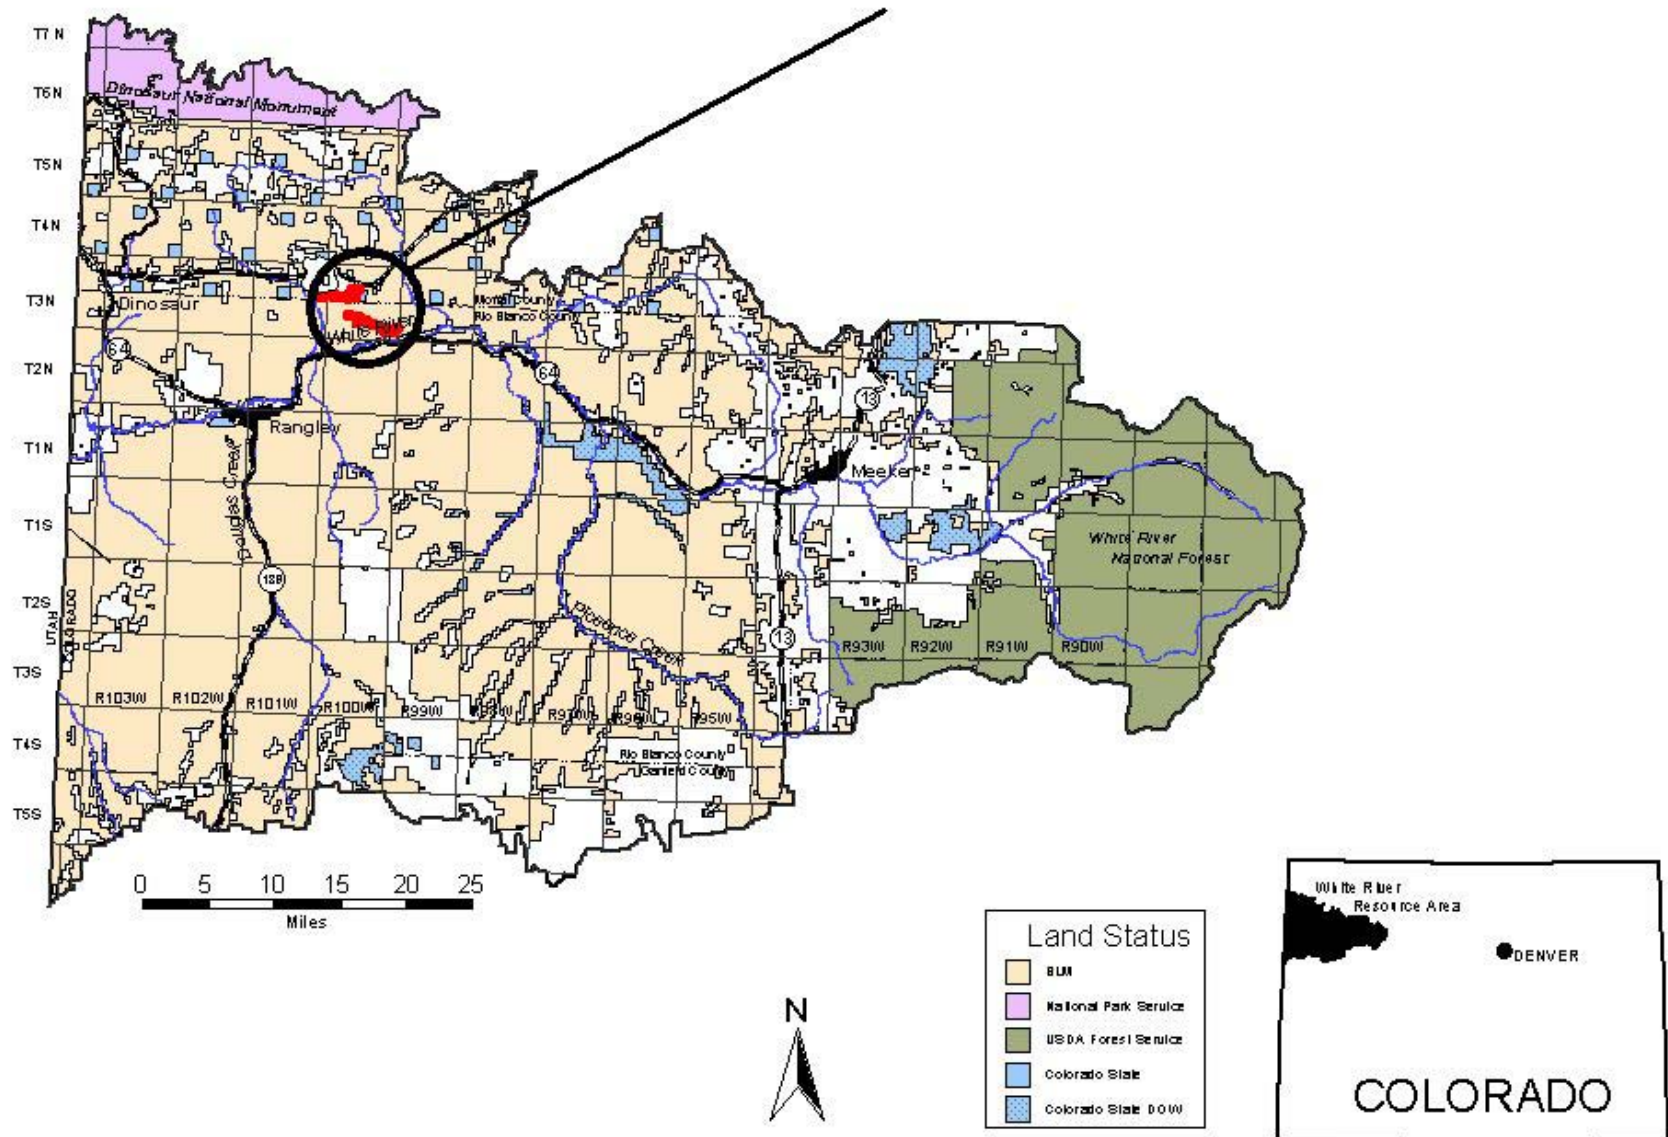 T7 N
T6N
Dinosaur National Monument
T5N
T4N
T3N
Dinosaur
Moffat County
Rio Blanco County
White River
64
T2N
64
13
Rangley
T1N
Meeker
Douglas Creek
T1S
White River
National Forest
T2S
UTAH
COLORADO
Piceance Creek
13
R93W
R92W
R91W
R90W
T3S
R103W
R102W
R101W
R100W
R99W
R97W
R96W
R95W
T4S
Rio Blanco County
Garfield County
T5S
0 5 10 15 20 25
Miles
Land Status
BLM
National Park Service
USDA Forest Service
Colorado State
Colorado State DOW
N
White River
Resource Area
DENVER
COLORADO